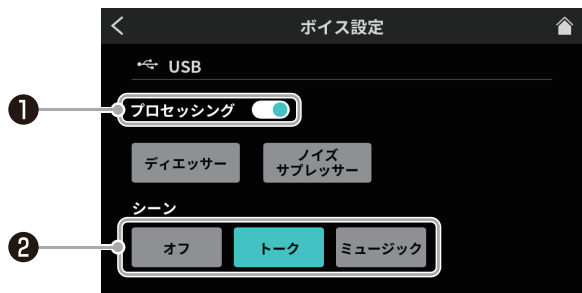 ボイス設定
USB
❶
プロセッシング
ディエッサー
ノイズ
サプレッサー
シーン
❷
オフ
トーク
ミュージック